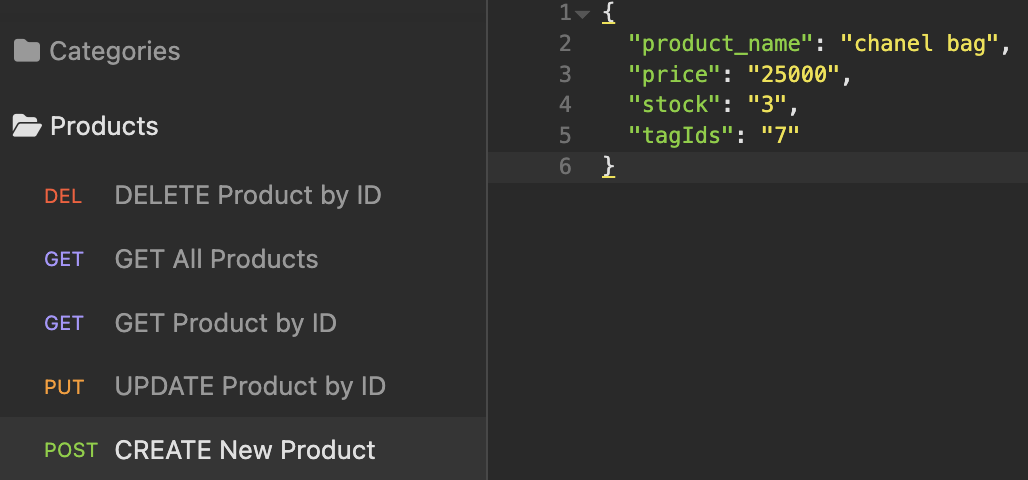 Categories
Products
DEL DELETE Product by ID
GET GET All Products
GET GET Product by ID
PUT UPDATE Product by ID
POST CREATE New Product
1 {
2 "product_name": "chanel bag",
3 "price": "25000",
4 "stock": "3",
5 "tagIds": "7"
6 }